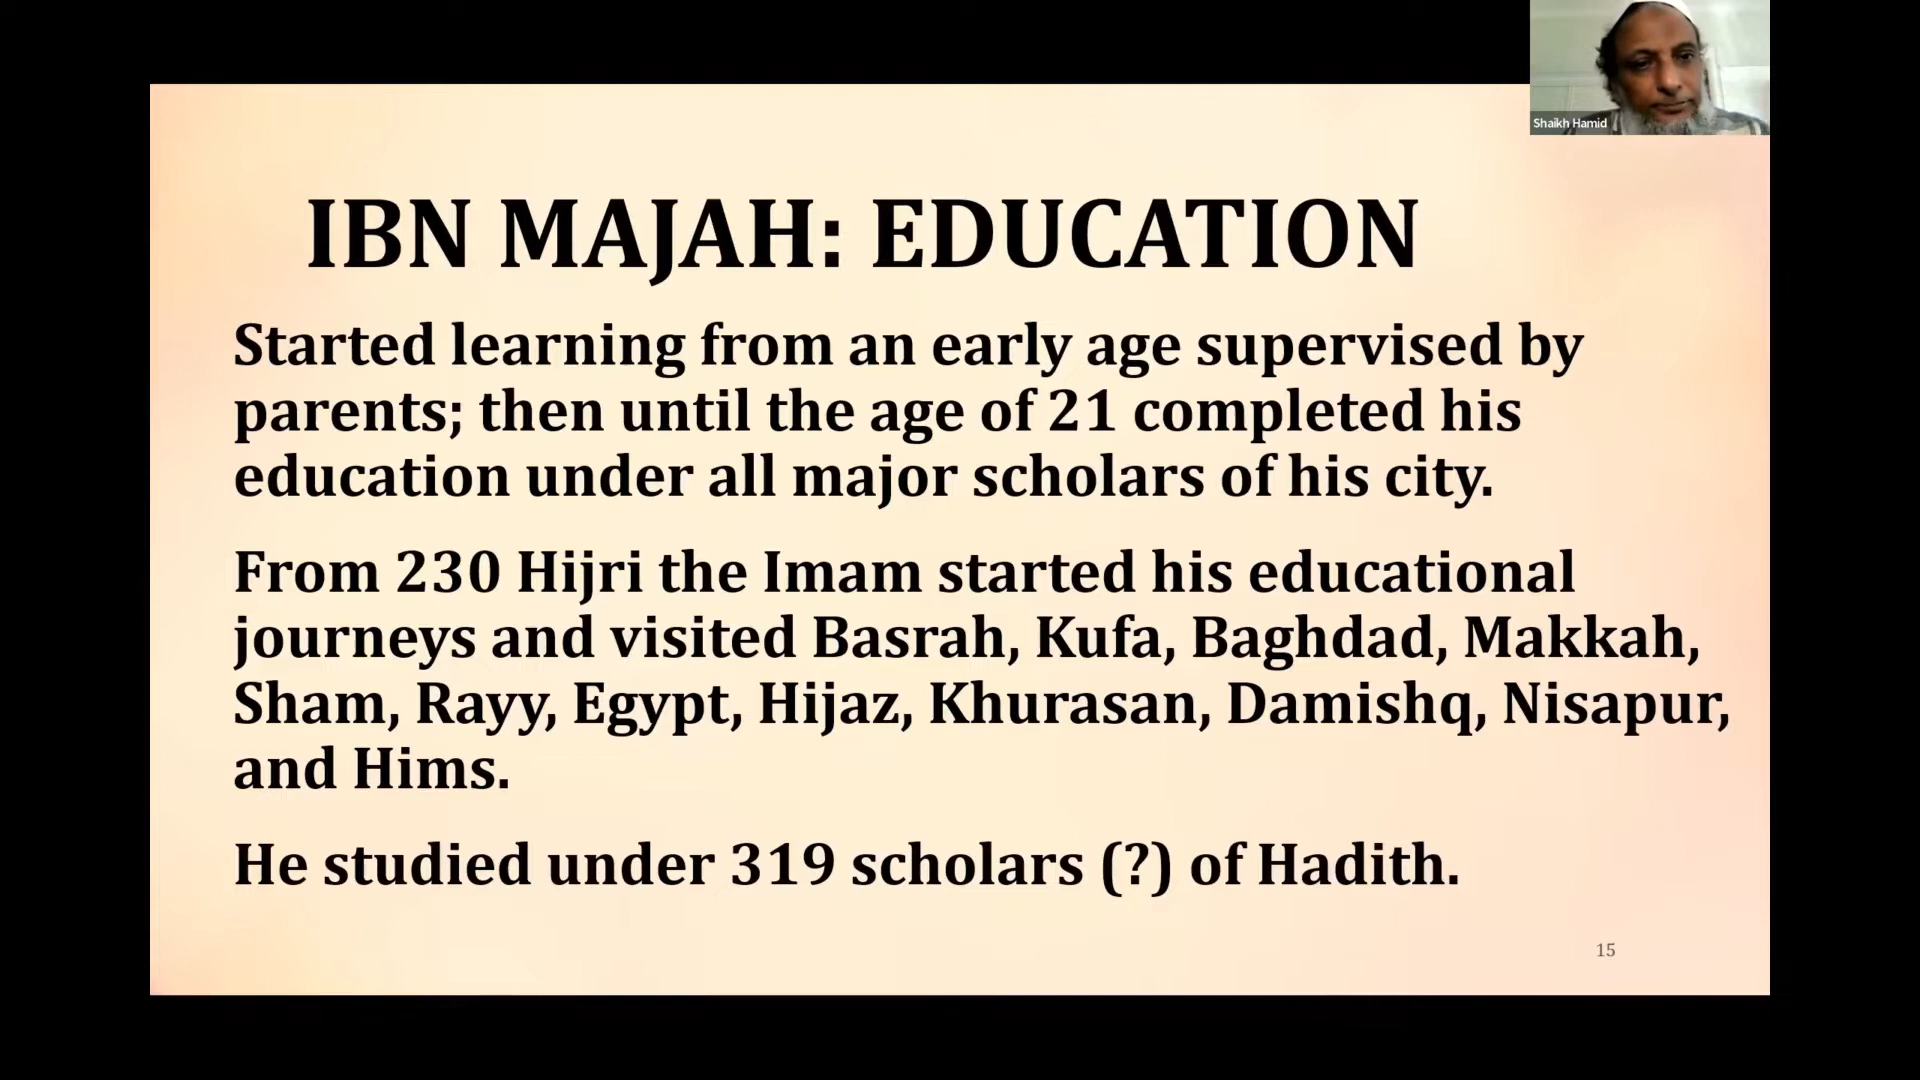 Shaikh Hamid
IBN MAJAH: EDUCATION
Started learning from an early age supervised by
parents; then until the age of 21 completed his
education under all major scholars of his city.
From 230 Hijri the Imam started his educational
journeys and visited Basrah, Kufa, Baghdad, Makkah,
Sham, Rayy, Egypt, Hijaz, Khurasan, Damishq, Nisapur,
and Hims.
He studied under 319 scholars (?) of Hadith.
15